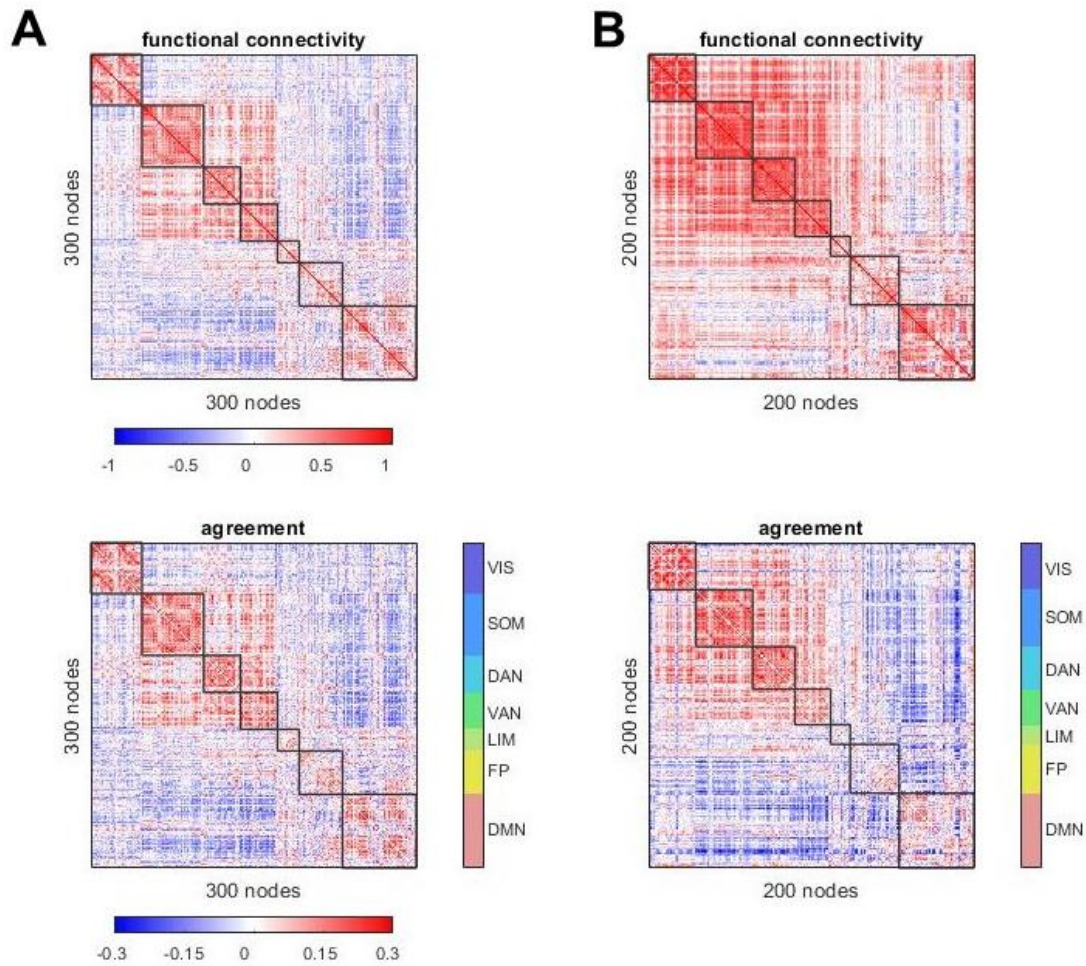 A
functional connectivity
300 nodes
300 nodes
-1 -0.5 0 0.5 1
agreement
300 nodes
VIS
SOM
DAN
VAN
LIM
FP
DMN
300 nodes
-0.3 -0.15 0 0.15 0.3
B
functional connectivity
200 nodes
200 nodes
agreement
200 nodes
VIS
SOM
DAN
VAN
LIM
FP
DMN
200 nodes